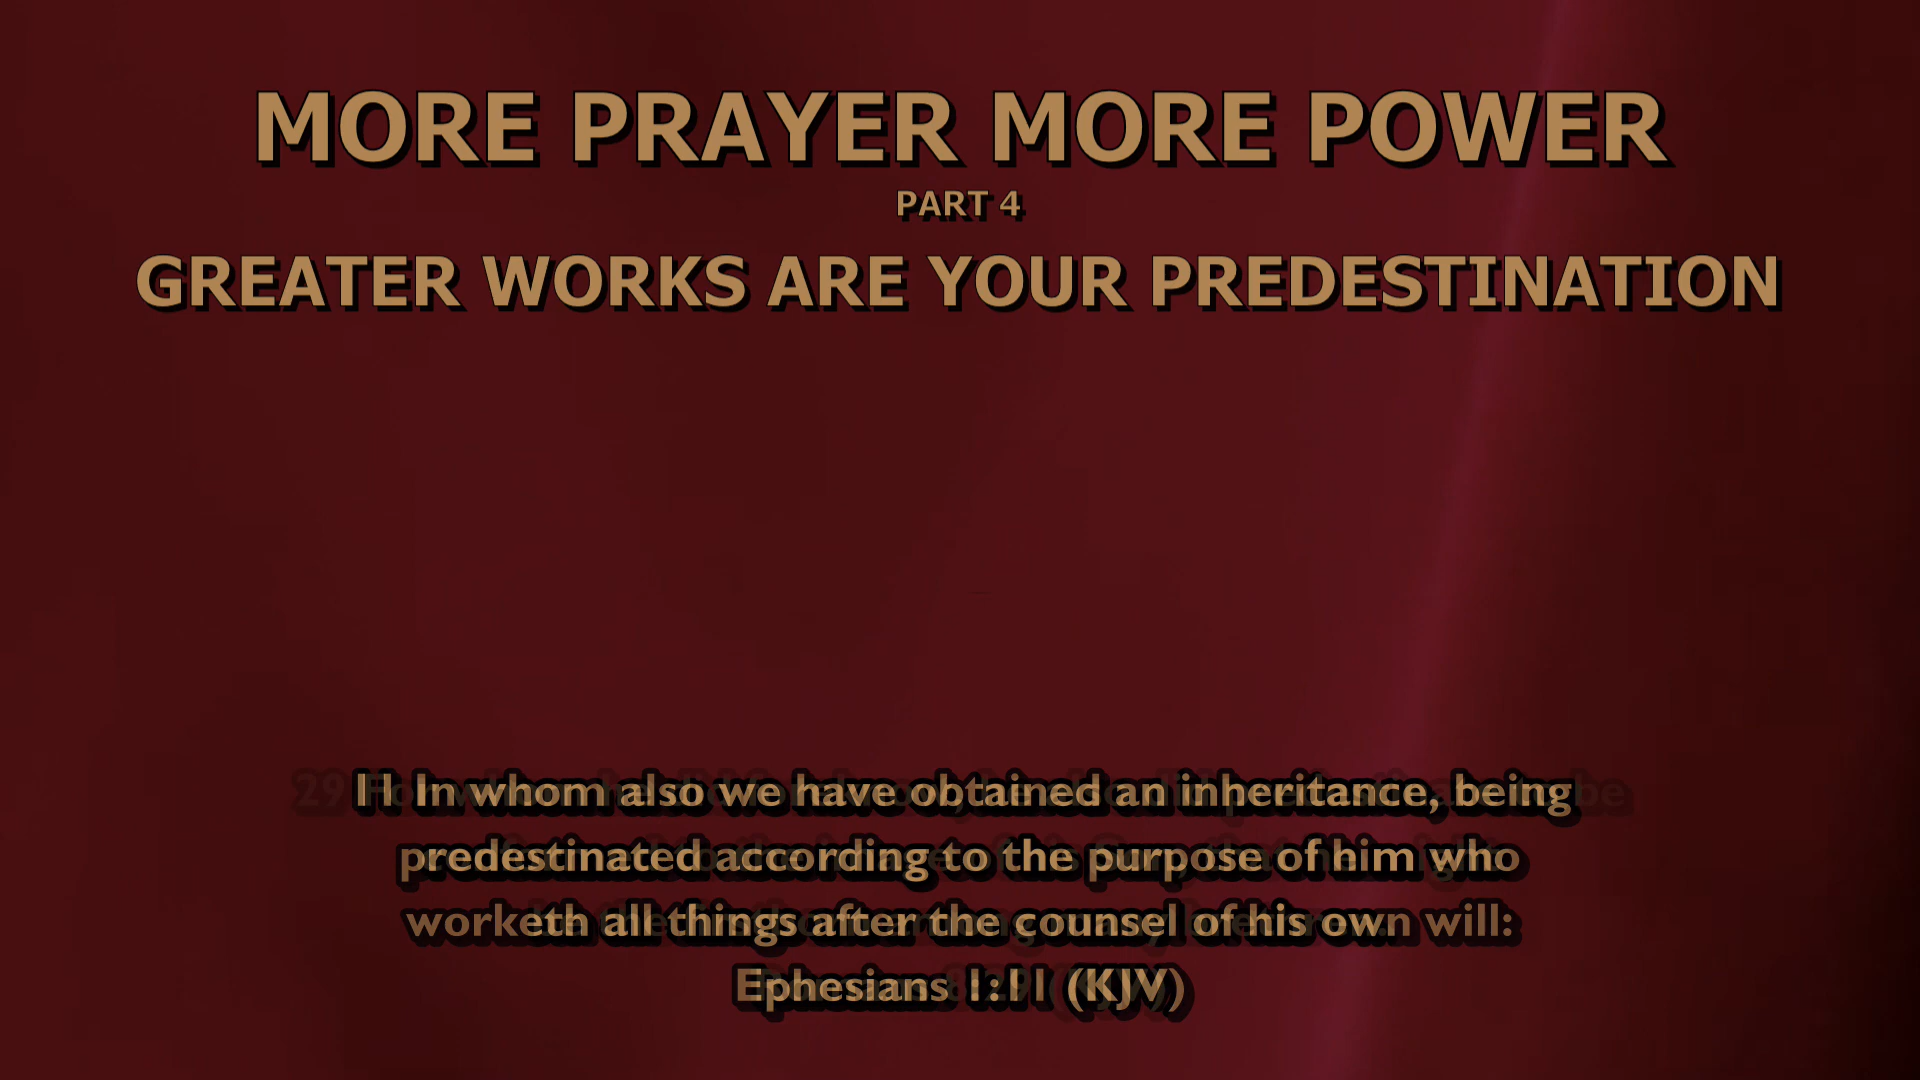 MORE PRAYER MORE POWER
PART 4
GREATER WORKS ARE YOUR PREDESTINATION
11 In whom also we have obtained an inheritance, being
predestinated according to the purpose of him who
worketh all things after the counsel of his own will:
Ephesians 1:11 (KJV)